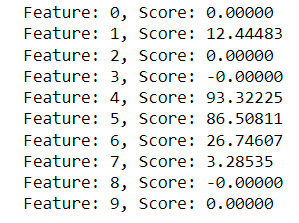 Feature: 0, Score: 0.00000
Feature: 1, Score: 12.44483
Feature: 2, Score: 0.00000
Feature: 3, Score: -0.00000
Feature: 4, Score: 93.32225
Feature: 5, Score: 86.50811
Feature: 6, Score: 26.74607
Feature: 7, Score: 3.28535
Feature: 8, Score: -0.00000
Feature: 9, Score: 0.00000